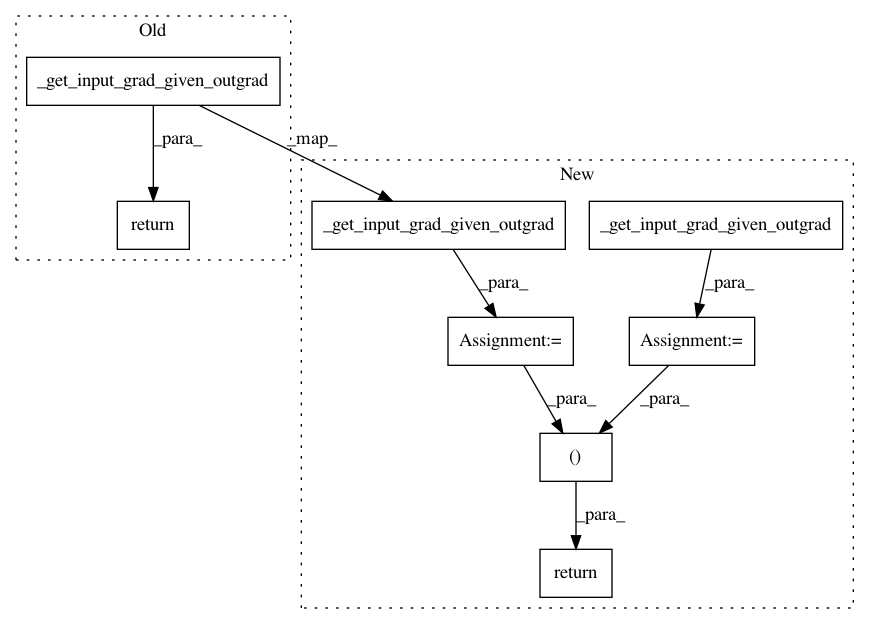 Old
_get_input_grad_given_outgrad
_para_
_map_
return
New
_get_input_grad_given_outgrad
_get_input_grad_given_outgrad
_para_
_para_
Assignment:=
Assignment:=
_para_
_para_
()
_para_
return